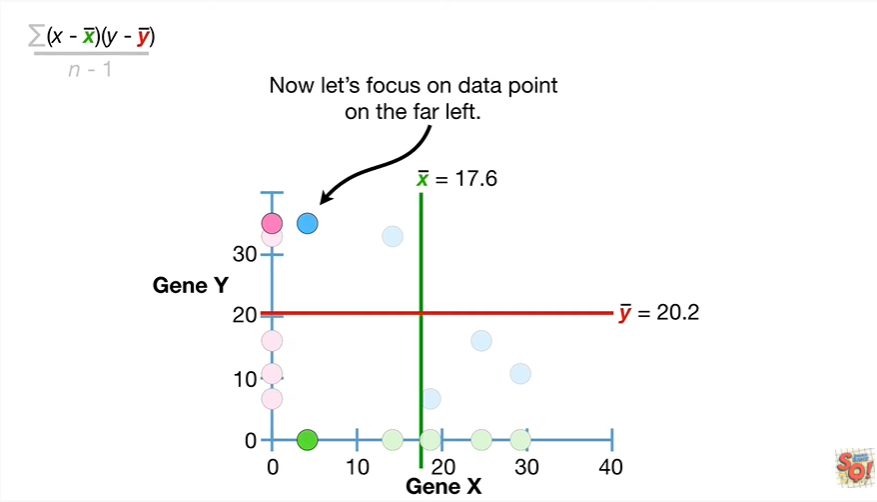 ∑(x - x̄)(y - ȳ)
n - 1
Now let's focus on data point
on the far left.
x̄ = 17.6
30
Gene Y
20
ȳ = 20.2
10
0
0 10 20 30 40
Gene X
SQ!